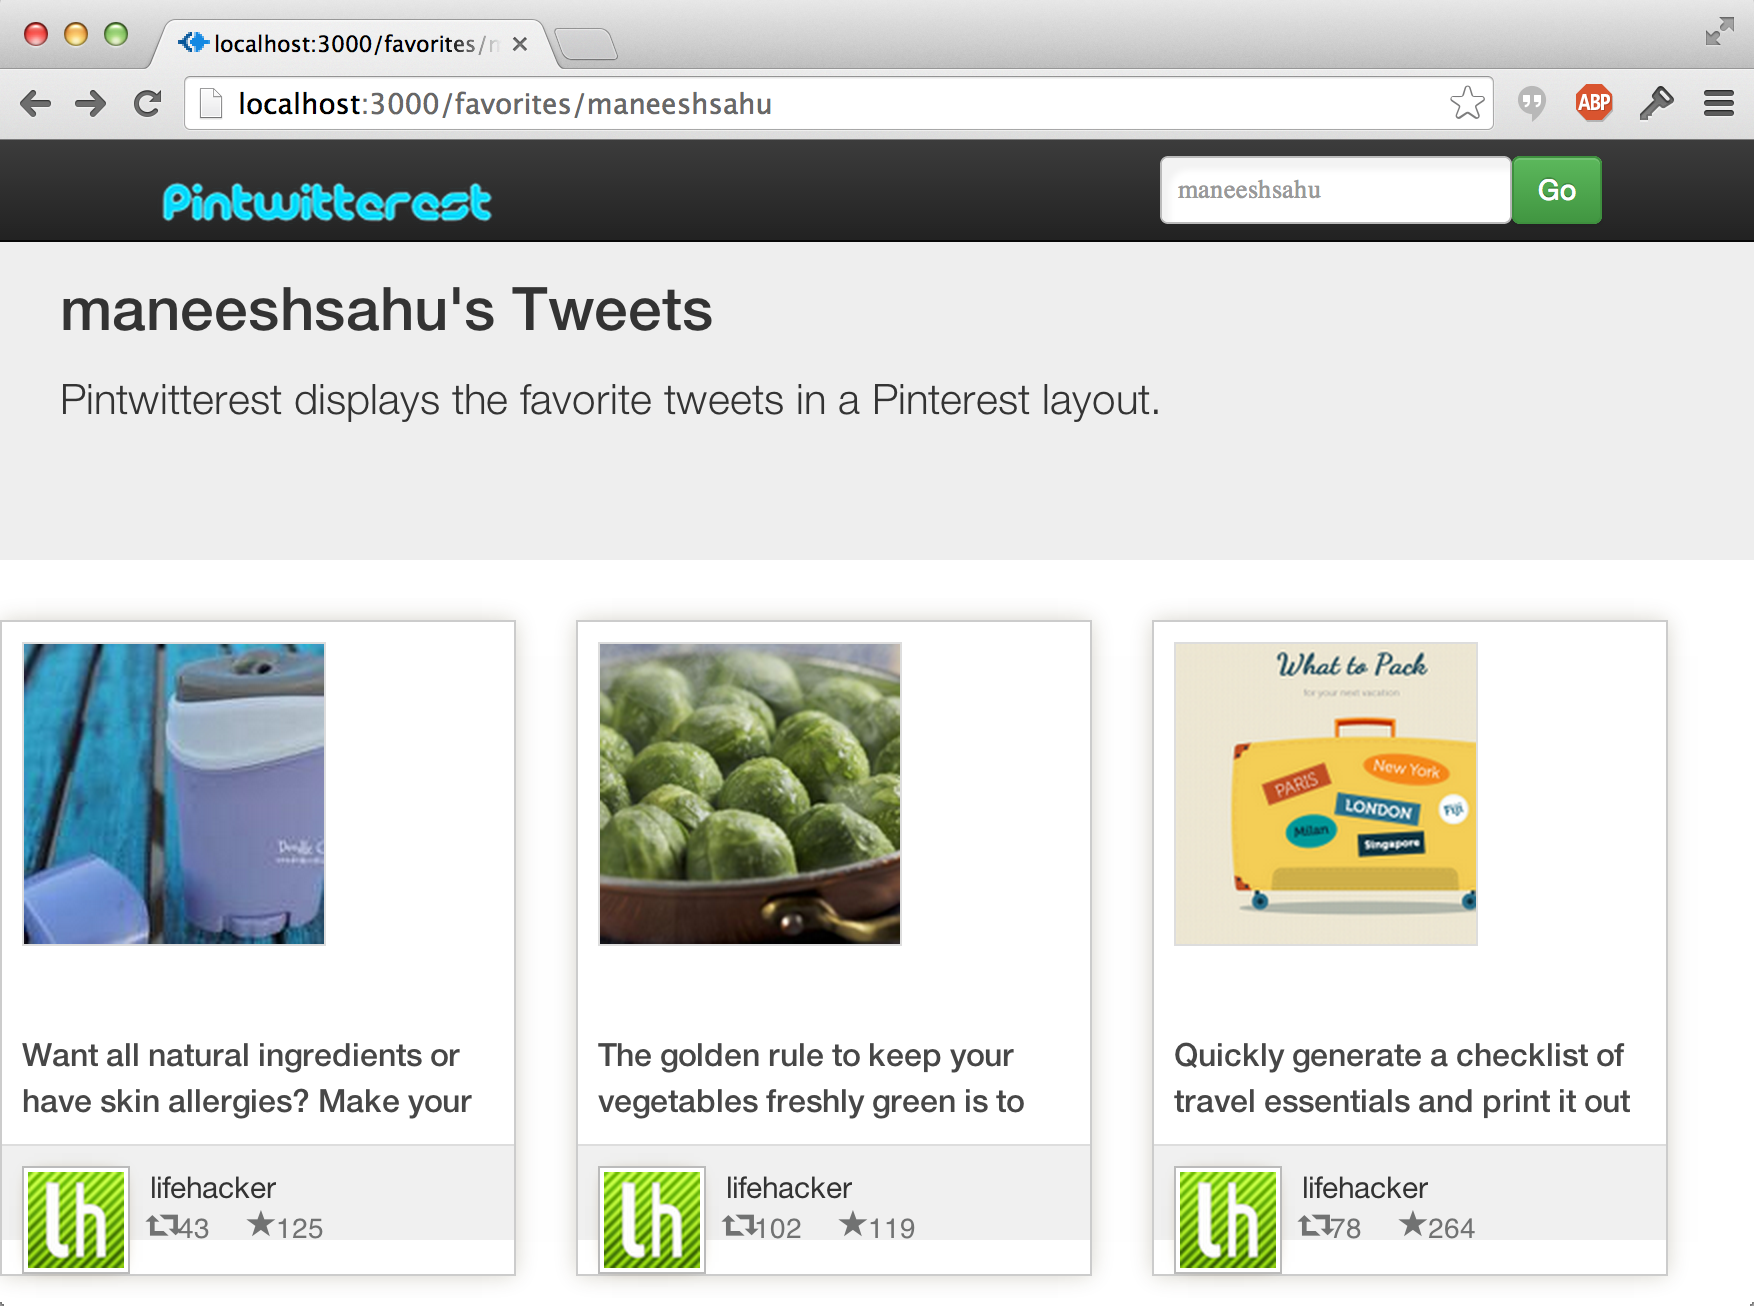 localhost:3000/favorites/
localhost:3000/favorites/maneeshsahu
ABP
Pintwitterest
maneeshsahu
Go
maneeshsahu's Tweets
Pintwitterest displays the favorite tweets in a Pinterest layout.
What to Pack
for your next vacation
PARIS
New York
LONDON
Fiji
Milan
Singapore
Want all natural ingredients or
have skin allergies? Make your
The golden rule to keep your
vegetables freshly green is to
Quickly generate a checklist of
travel essentials and print it out
lh
lifehacker
43 ★125
lh
lifehacker
102 ★119
lh
lifehacker
78 ★264